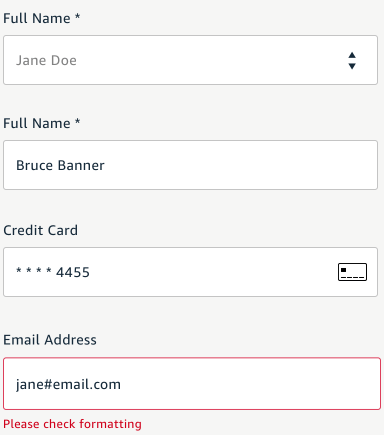 Full Name *
Jane Doe
Full Name *
Bruce Banner
Credit Card
* * * * 4455
Email Address
jane#email.com
Please check formatting